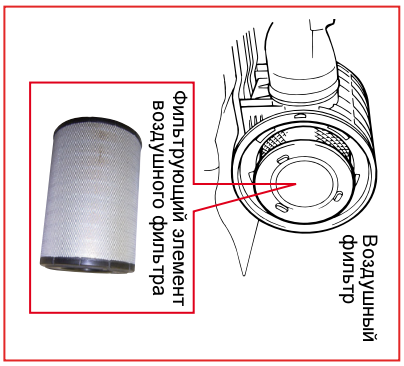 Воздушный
фильтр
Фильтрующий элемент
воздушного фильтра